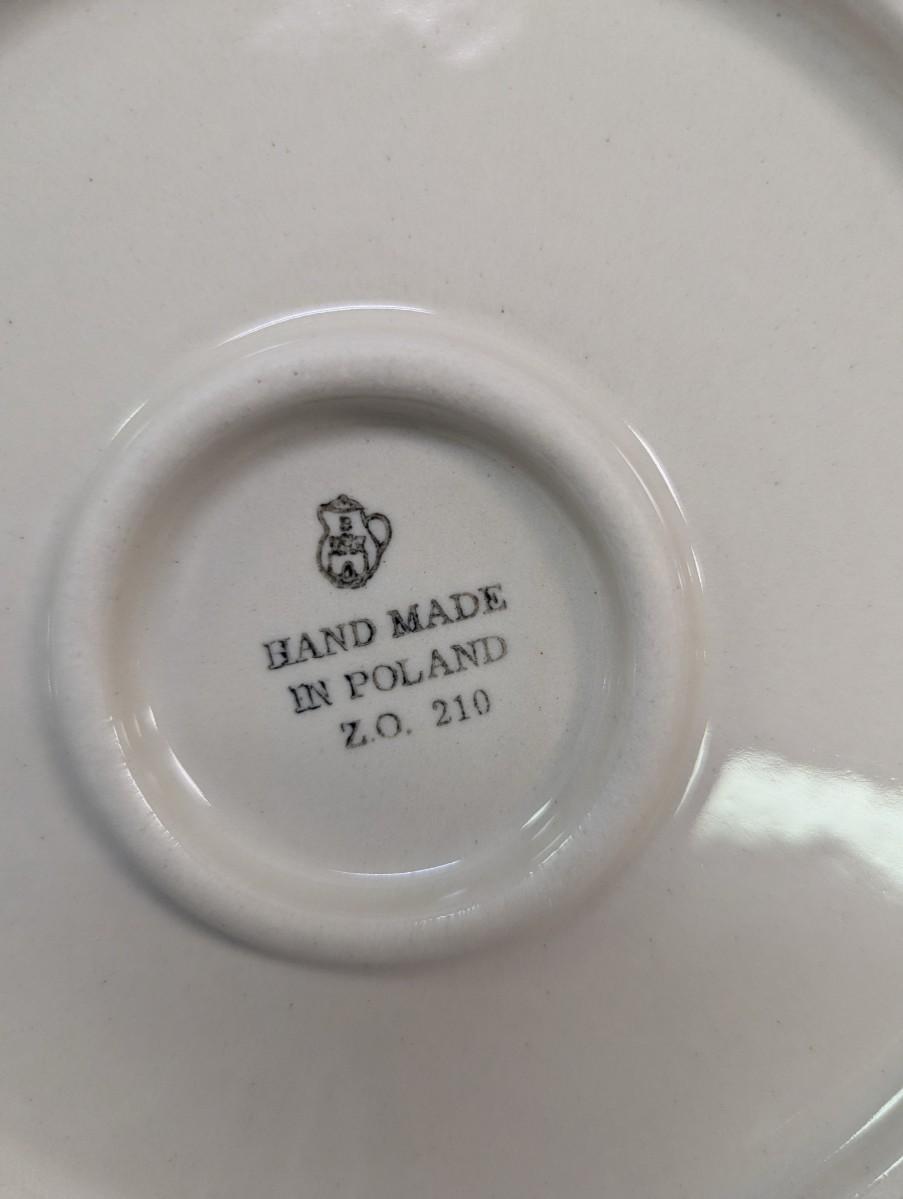 B
HAND MADE
IN POLAND
Z.O. 210